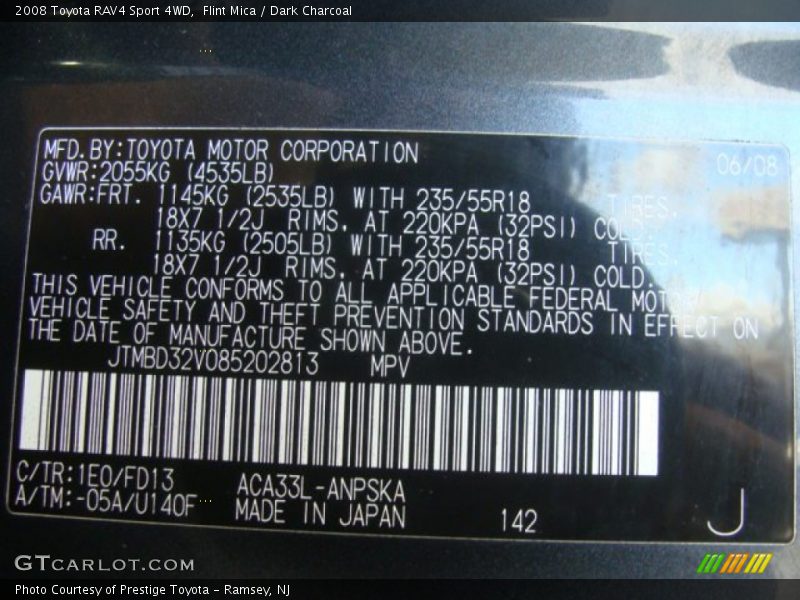 2008 Toyota RAV4 Sport 4WD,  Flint Mica / Dark Charcoal
MFD.BY:TOYOTA MOTOR CORPORATION 06/08
GVWR:2055KG (4535LB)
GAWR:FRT. 1145KG (2535LB) WITH 235/55R18 TIRES,
18X7 1/2J RIMS, AT 220KPA (32PSI) COLD.
RR. 1135KG (2505LB) WITH 235/55R18 TIRES,
18X7 1/2J RIMS, AT 220KPA (32PSI) COLD.
THIS VEHICLE CONFORMS TO ALL APPLICABLE FEDERAL MOTOR
VEHICLE SAFETY AND THEFT PREVENTION STANDARDS IN EFFECT ON
THE DATE OF MANUFACTURE SHOWN ABOVE.
JTMBD32V085202813 MPV
C/TR:1E0/FD13 ACA33L-ANPSKA
A/TM:-05A/U140F MADE IN JAPAN 142 J
GTCARLOT.COM
Photo Courtesy of Prestige Toyota - Ramsey, NJ